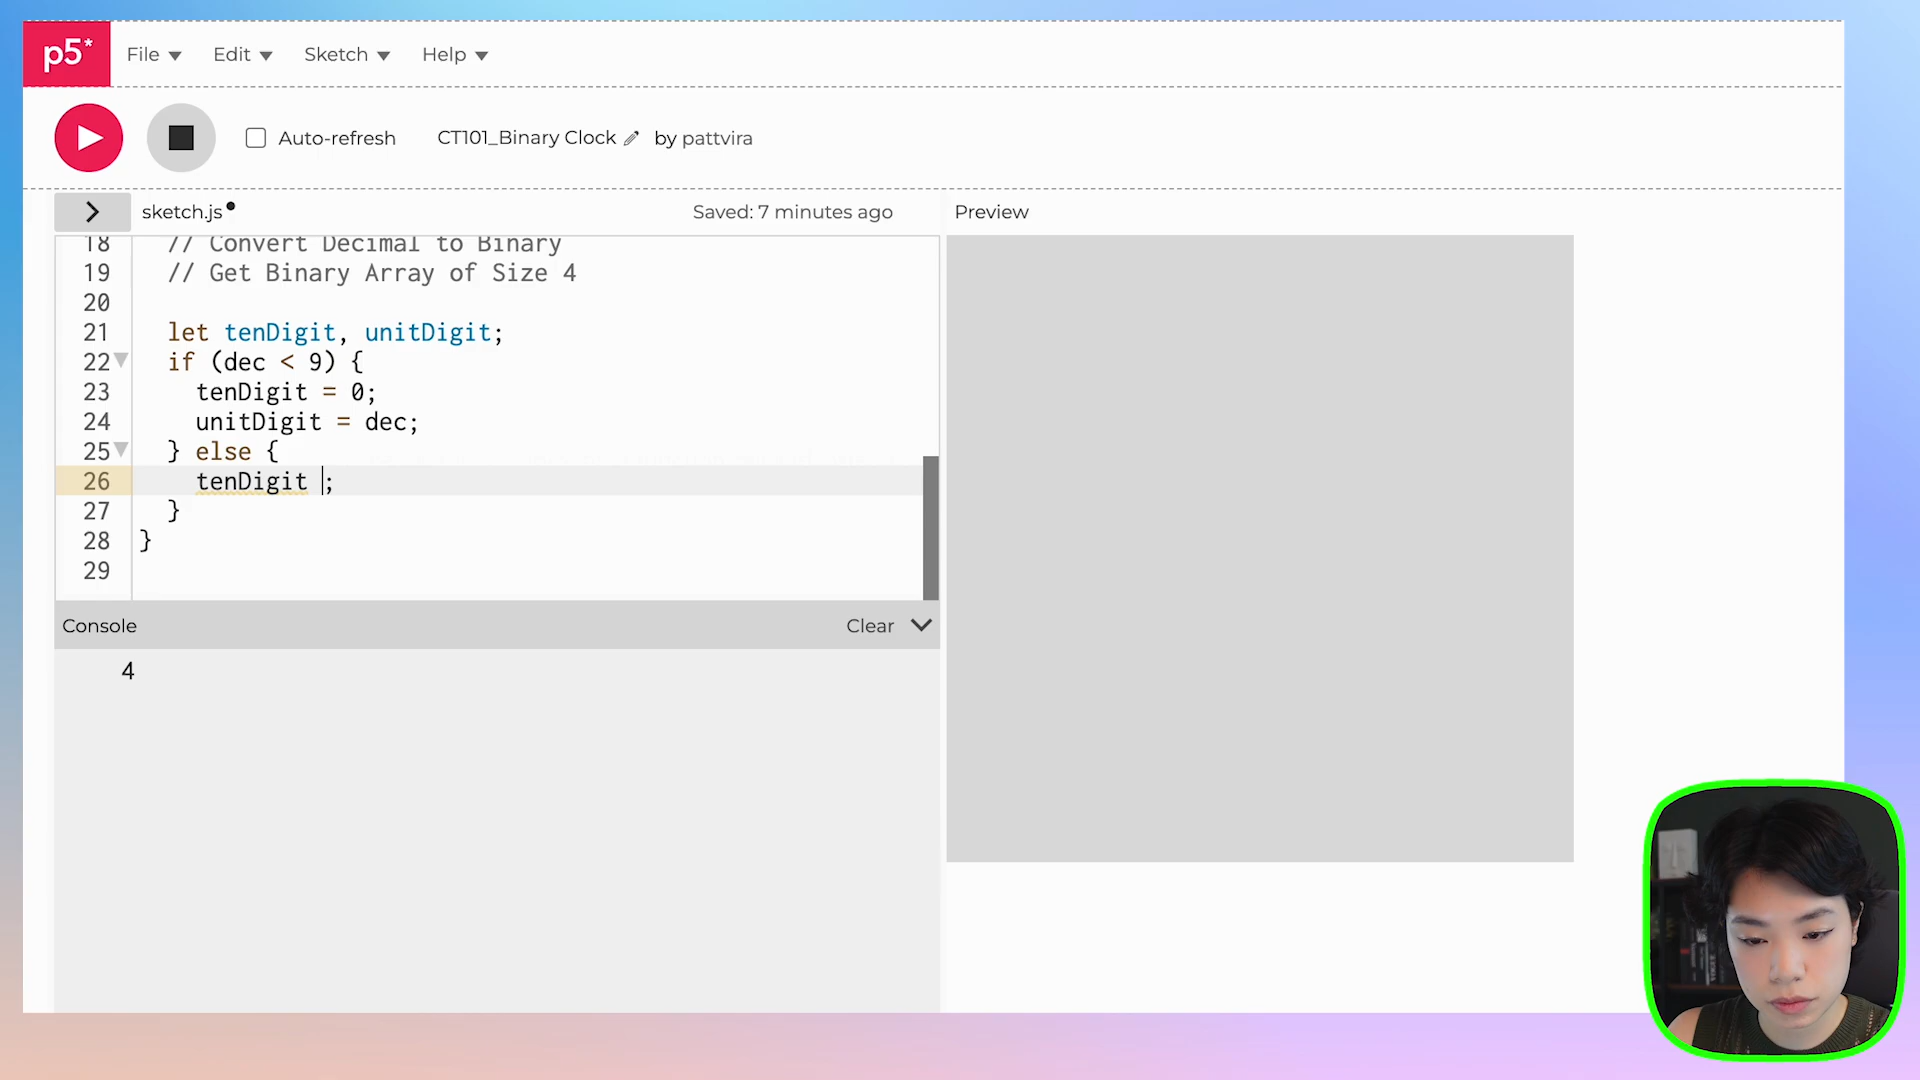 p5*
File Edit Sketch Help
Auto-refresh CT101_Binary Clock by pattvira
sketch.js Saved: 7 minutes ago Preview
18 // Convert Decimal to Binary
19 // Get Binary Array of Size 4
20
21 let tenDigit, unitDigit;
22 if (dec < 9) {
23 tenDigit = 0;
24 unitDigit = dec;
25 } else {
26 tenDigit ;
27 }
28 }
29
Console Clear
4